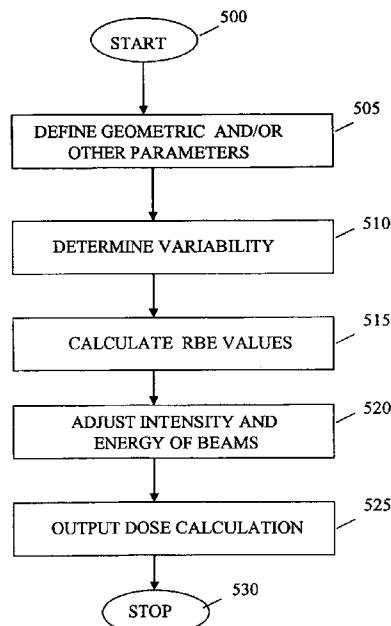 500
START
505
DEFINE GEOMETRIC AND/OR
OTHER PARAMETERS
510
DETERMINE VARIABILITY
515
CALCULATE RBE VALUES
520
ADJUST INTENSITY AND
ENERGY OF BEAMS
525
OUTPUT DOSE CALCULATION
530
STOP